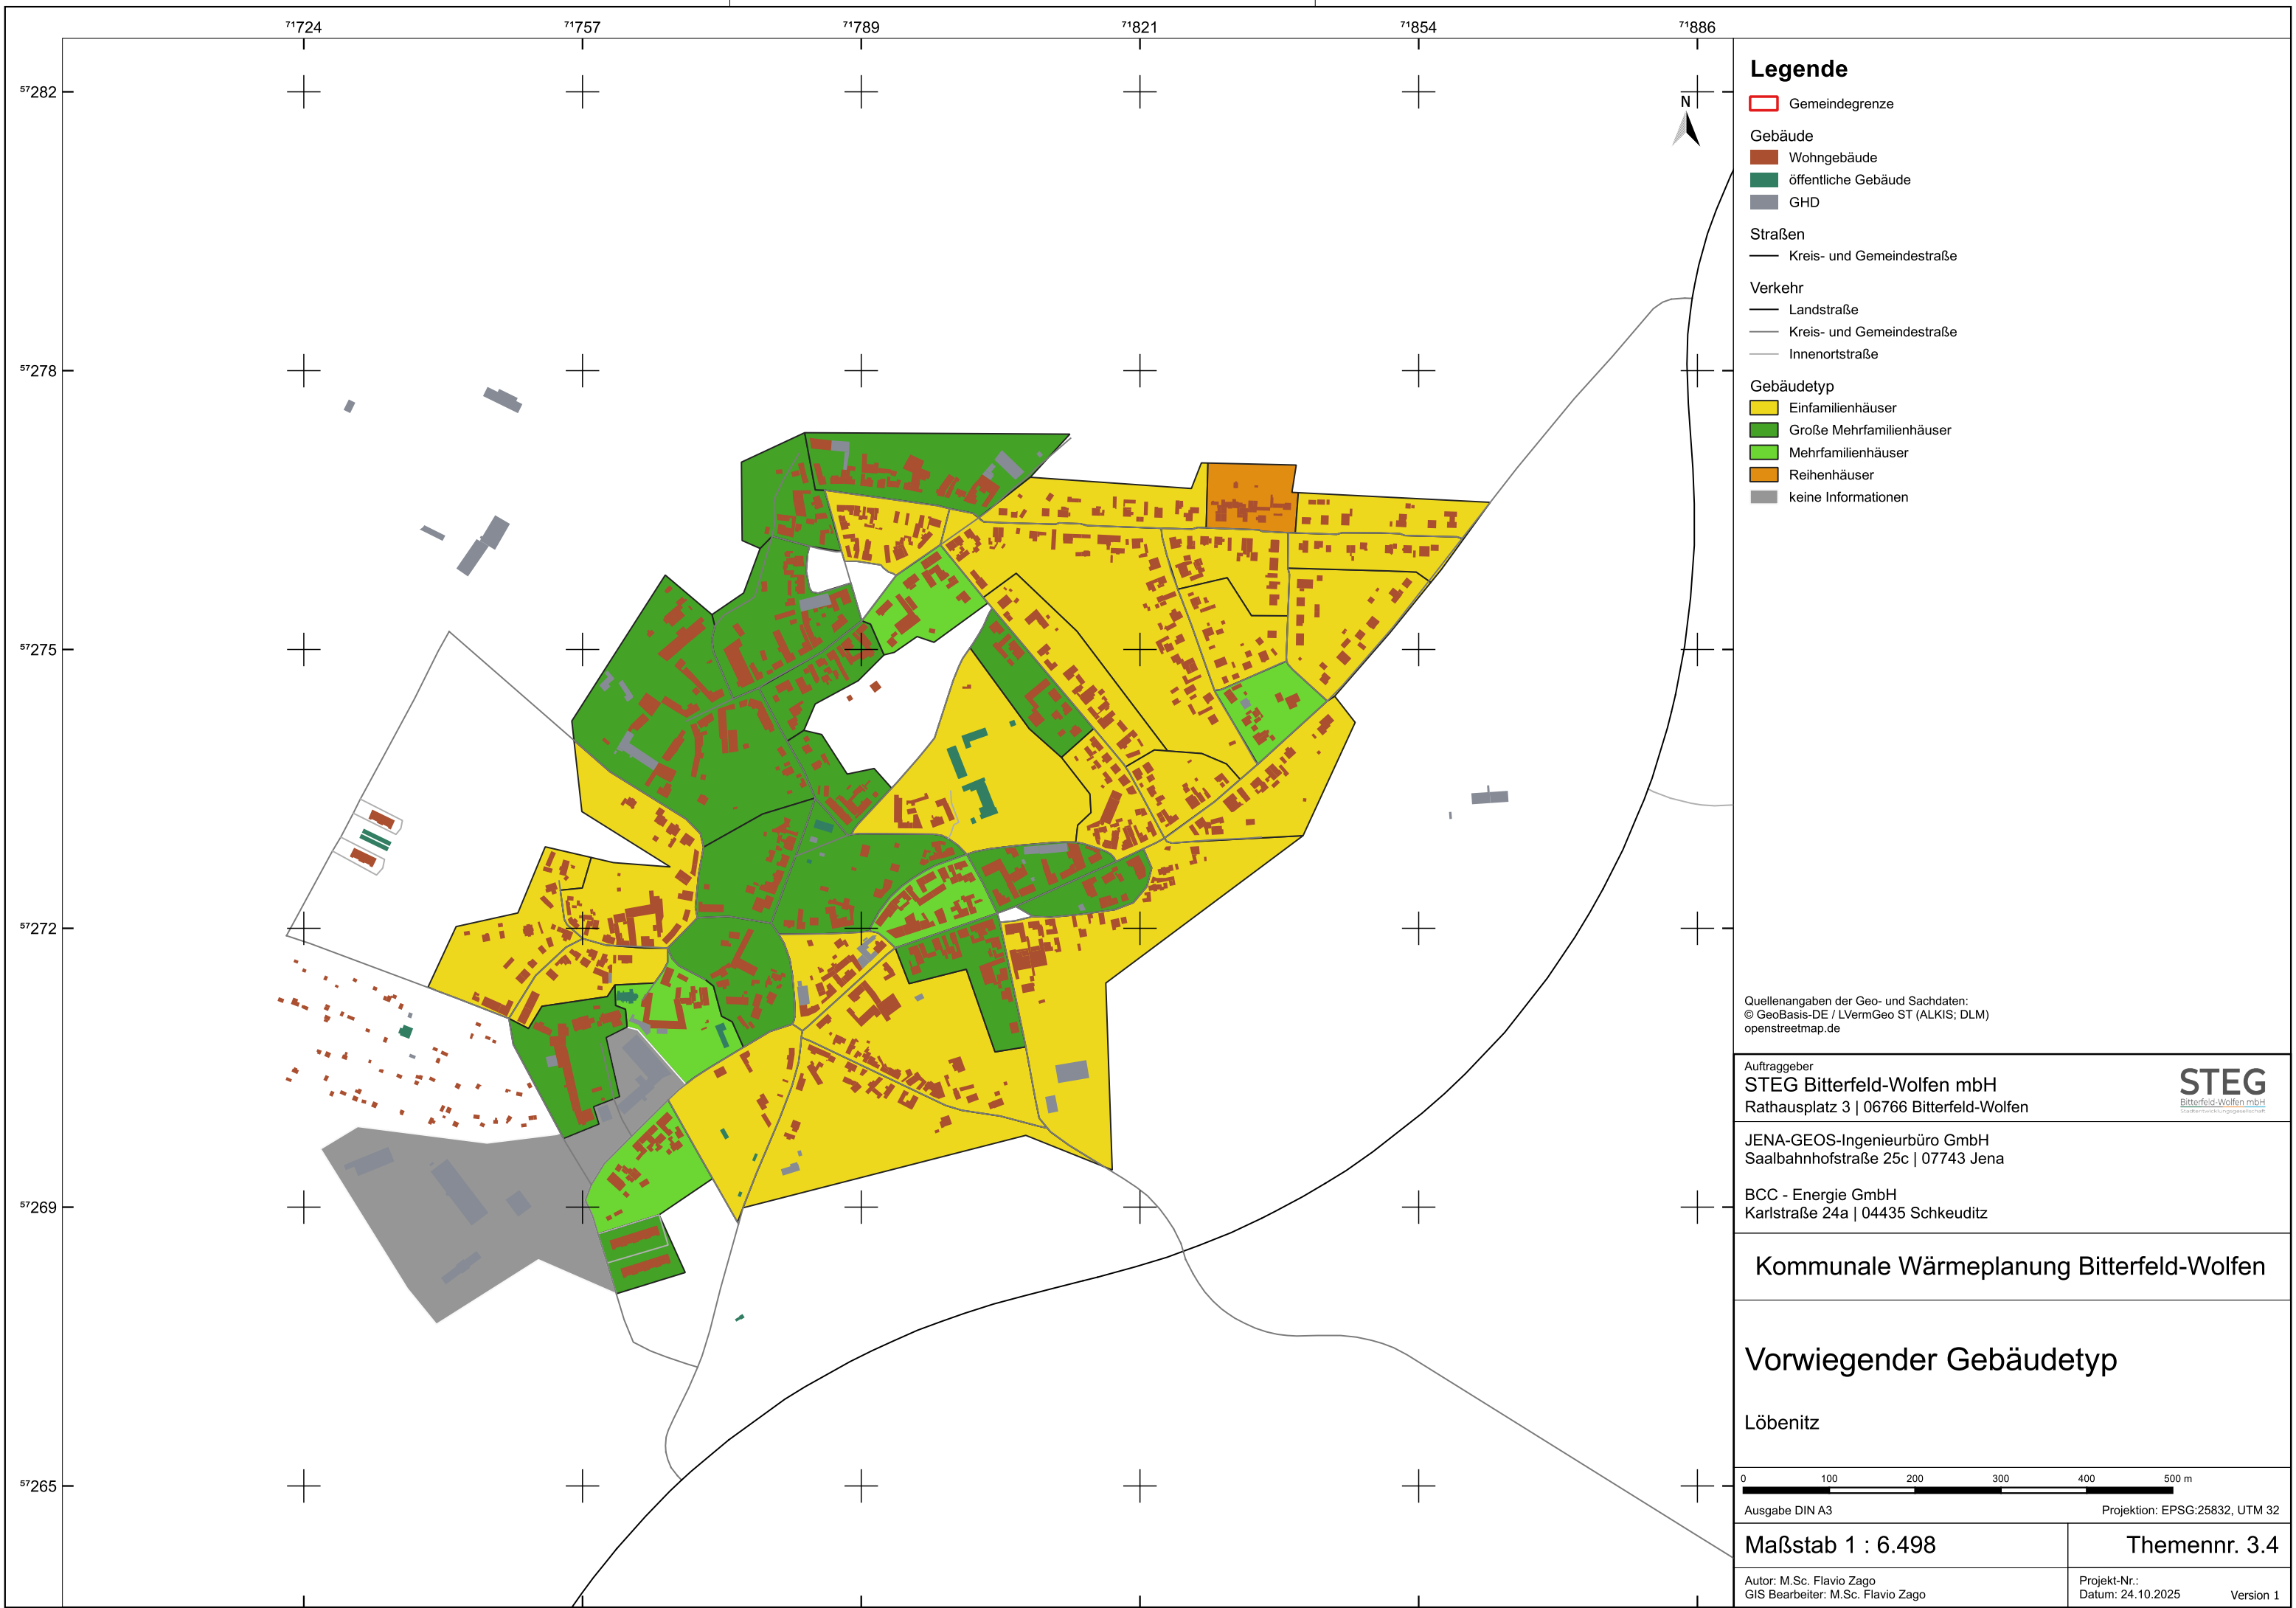 71724 71757 71789 71821 71854 71886
57282
57278
57275
57272
57269
57265
N
Legende
Gemeindegrenze
Gebäude
Wohngebäude
öffentliche Gebäude
GHD
Straßen
Kreis- und Gemeindestraße
Verkehr
Landstraße
Kreis- und Gemeindestraße
Innenortstraße
Gebäudetyp
Einfamilienhäuser
Große Mehrfamilienhäuser
Mehrfamilienhäuser
Reihenhäuser
keine Informationen
Quellenangaben der Geo- und Sachdaten:
© GeoBasis-DE / LVermGeo ST (ALKIS; DLM)
openstreetmap.de
Auftraggeber
STEG Bitterfeld-Wolfen mbH
Rathausplatz 3 | 06766 Bitterfeld-Wolfen
STEG
Bitterfeld-Wolfen mbH
Stadtentwicklungsgesellschaft
JENA-GEOS-Ingenieurbüro GmbH
Saalbahnhofstraße 25c | 07743 Jena
BCC - Energie GmbH
Karlstraße 24a | 04435 Schkeuditz
Kommunale Wärmeplanung Bitterfeld-Wolfen
Vorwiegender Gebäudetyp
Löbenitz
0 100 200 300 400 500 m
Ausgabe DIN A3 Projektion: EPSG:25832, UTM 32
Maßstab 1 : 6.498 Themennr. 3.4
Autor: M.Sc. Flavio Zago Projekt-Nr.:
GIS Bearbeiter: M.Sc. Flavio Zago Datum: 24.10.2025 Version 1